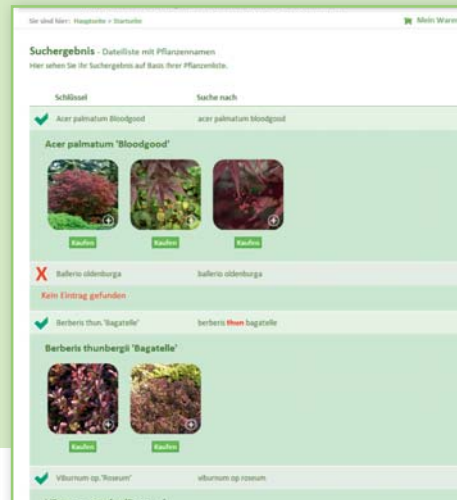 Sie sind hier: Hauptseite > Startseite
Mein Waren
Suchergebnis - Dateiliste mit Pflanzennamen
Hier sehen Sie Ihr Suchergebnis auf Basis Ihrer Pflanzenliste.
Schlüssel Suche nach
Acer palmatum Bloodgood acer palmatum bloodgood
Acer palmatum 'Bloodgood'
Kaufen Kaufen Kaufen
X Ballerio oldenburga ballerio oldenburga
Kein Eintrag gefunden
Berberis thun. 'Bagatelle' berberis thun bagatelle
Berberis thunbergii 'Bagatelle'
Kaufen Kaufen
Viburnum op. 'Roseum' viburnum op roseum